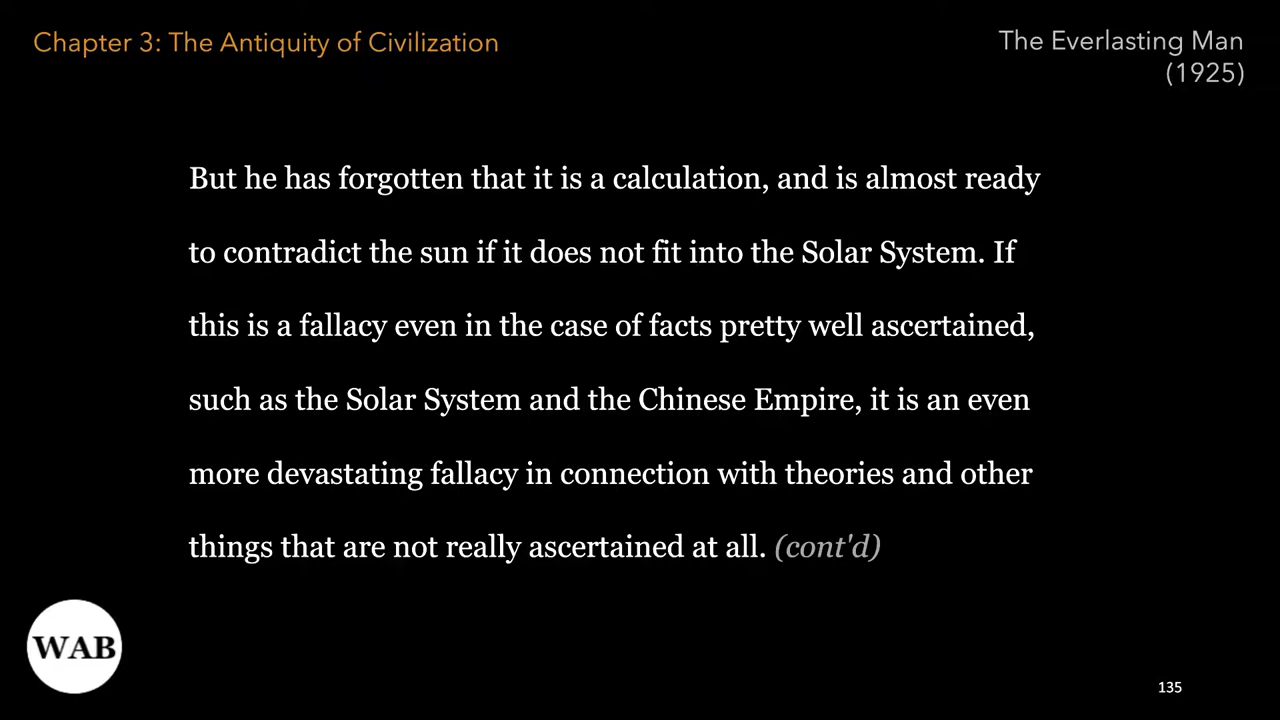 Chapter 3: The Antiquity of Civilization
The Everlasting Man
(1925)
But he has forgotten that it is a calculation, and is almost ready
to contradict the sun if it does not fit into the Solar System. If
this is a fallacy even in the case of facts pretty well ascertained,
such as the Solar System and the Chinese Empire, it is an even
more devastating fallacy in connection with theories and other
things that are not really ascertained at all. (cont'd)
WAB
135